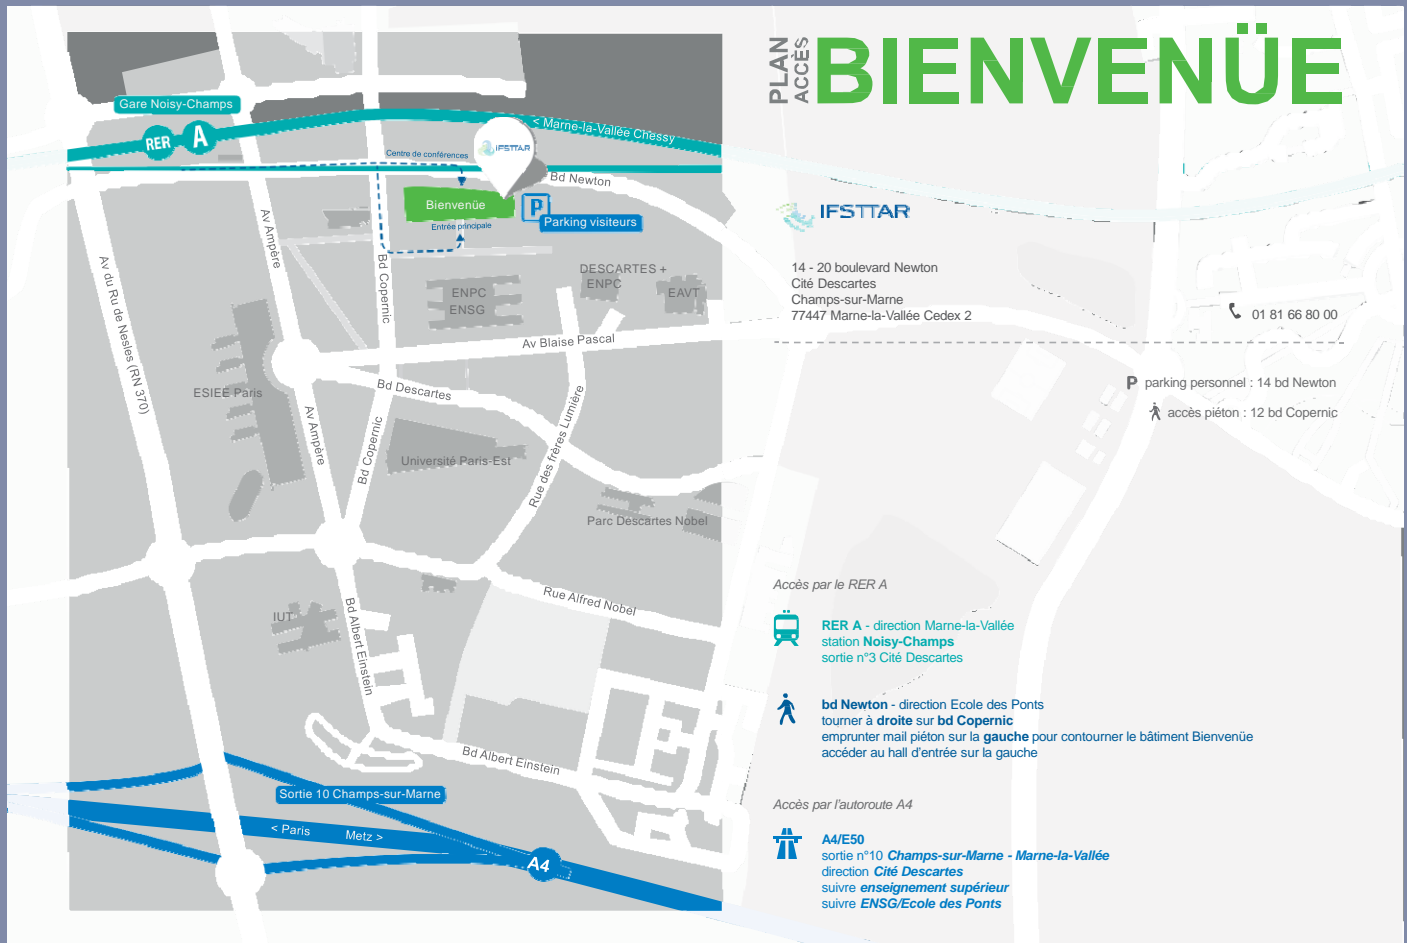 PLAN
ACCÈS
BIENVENÜE
Gare Noisy-Champs
RER
A
< Marne-la-Vallée Chessy
Centre de conférences
IFSTTAR
Bd Newton
Bienvenüe
P
Parking visiteurs
Entrée principale
Av Ampère
Bd Copernic
Av du Ru de Nesles (RN 370)
DESCARTES +
ENPC
EAVT
ENPC
ENSG
Av Blaise Pascal
Bd Descartes
ESIEE Paris
Av Ampère
Bd Copernic
Rue des frères Lumière
Université Paris-Est
Parc Descartes Nobel
Rue Alfred Nobel
IUT
Bd Albert Einstein
Bd Albert Einstein
Sortie 10 Champs-sur-Marne
< Paris
Metz >
A4
IFSTTAR
14 - 20 boulevard Newton
Cité Descartes
Champs-sur-Marne
77447 Marne-la-Vallée Cedex 2
01 81 66 80 00
P parking personnel : 14 bd Newton
accès piéton : 12 bd Copernic
Accès par le RER A
RER A - direction Marne-la-Vallée
station Noisy-Champs
sortie n°3 Cité Descartes
bd Newton - direction Ecole des Ponts
tourner à droite sur bd Copernic
emprunter mail piéton sur la gauche pour contourner le bâtiment Bienvenüe
accéder au hall d'entrée sur la gauche
Accès par l'autoroute A4
A4/E50
sortie n°10 Champs-sur-Marne - Marne-la-Vallée
direction Cité Descartes
suivre enseignement supérieur
suivre ENSG/Ecole des Ponts